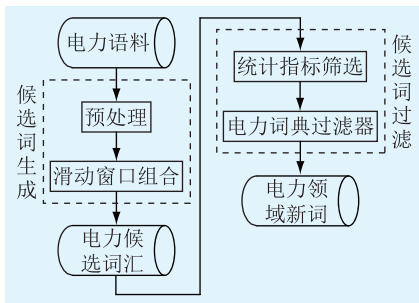 电力语料
候选词生成
预处理
滑动窗口组合
电力候
选词汇
候选词过滤
统计指标筛选
电力词典过滤器
电力领
域新词